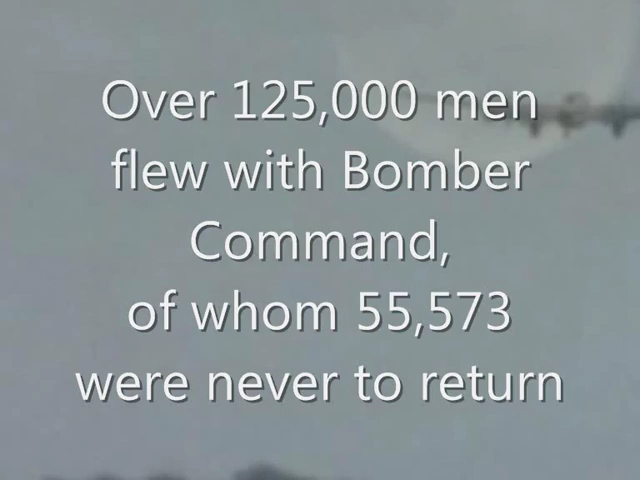 Over 125,000 men
flew with Bomber
Command,
of whom 55,573
were never to return